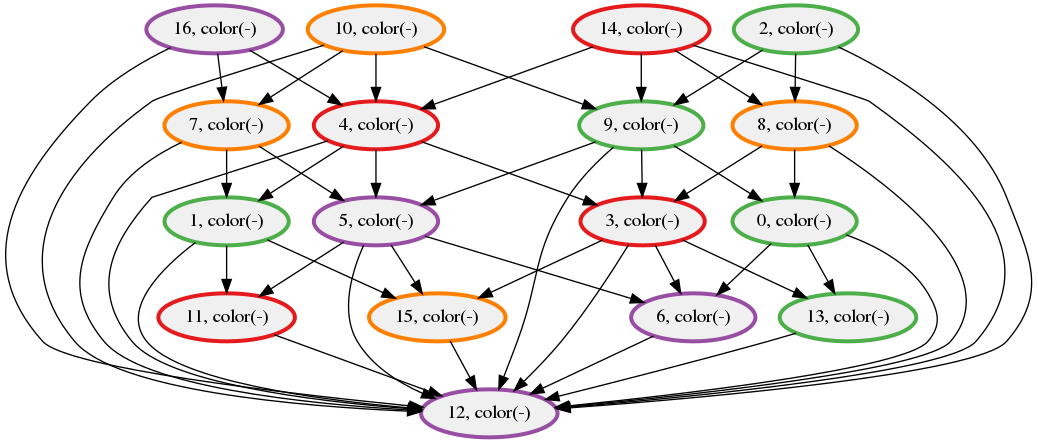 16, color(-)
10, color(-)
14, color(-)
2, color(-)
7, color(-)
4, color(-)
9, color(-)
8, color(-)
1, color(-)
5, color(-)
3, color(-)
0, color(-)
11, color(-)
15, color(-)
6, color(-)
13, color(-)
12, color(-)